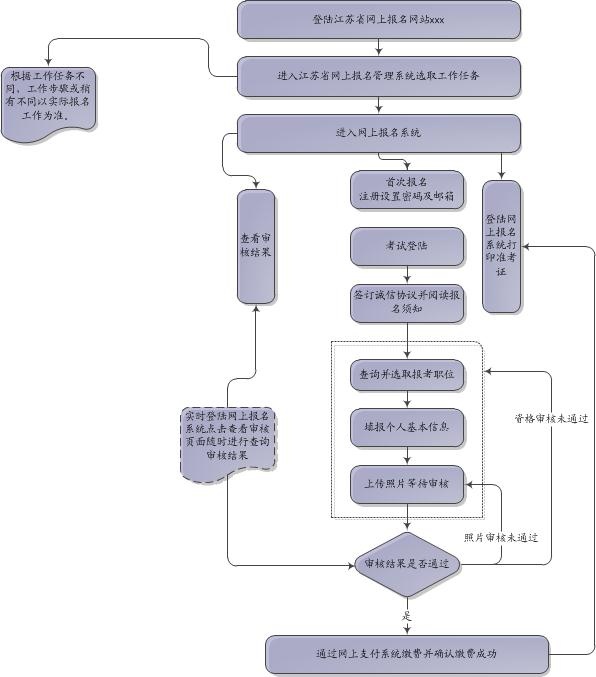 登陆江苏省网上报名网站xxx
进入江苏省网上报名管理系统选取工作任务
根据工作任务不
同，工作步骤或稍
有不同以实际报名
工作为准。
进入网上报名系统
首次报名
注册设置密码及邮箱
查看审
核结果
登陆网
上报名
系统打
印准考
证
考试登陆
签订诚信协议并阅读报
名须知
查询并选取报考职位
实时登陆网上报名
系统点击查看审核
页面随时进行查询
审核结果
填报个人基本信息
资格审核未通过
上传照片等待审核
照片审核未通过
审核结果是否通过
是
通过网上支付系统缴费并确认缴费成功